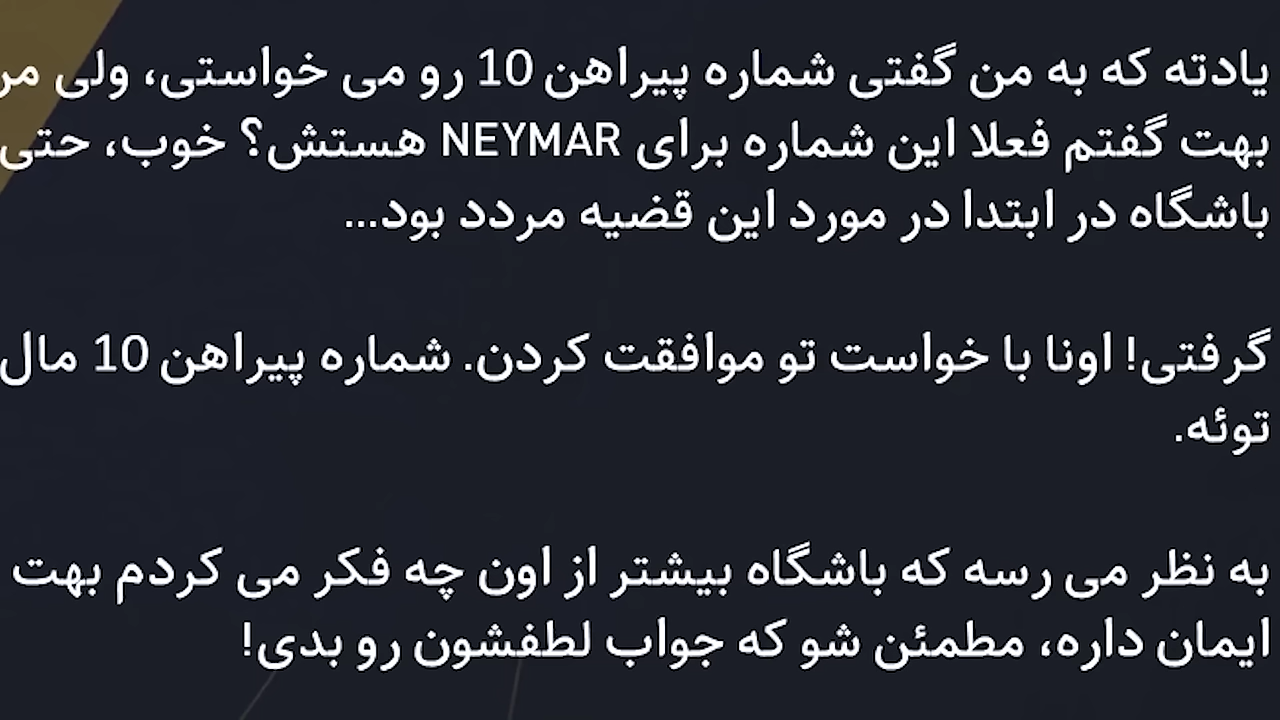 یادته که به من گفتی شماره پیراهن 10 رو می خواستی، ولی
بهت گفتم فعلا این شماره برای NEYMAR هستش؟ خوب، حتی
باشگاه در ابتدا در مورد این قضیه مردد بود...
گرفتی! اونا با خواست تو موافقت کردن. شماره پیراهن 10 مال
توئه.
به نظر می رسه که باشگاه بیشتر از اون چه فکر می کردم بهت
ایمان داره، مطمئن شو که جواب لطفشون رو بدی!